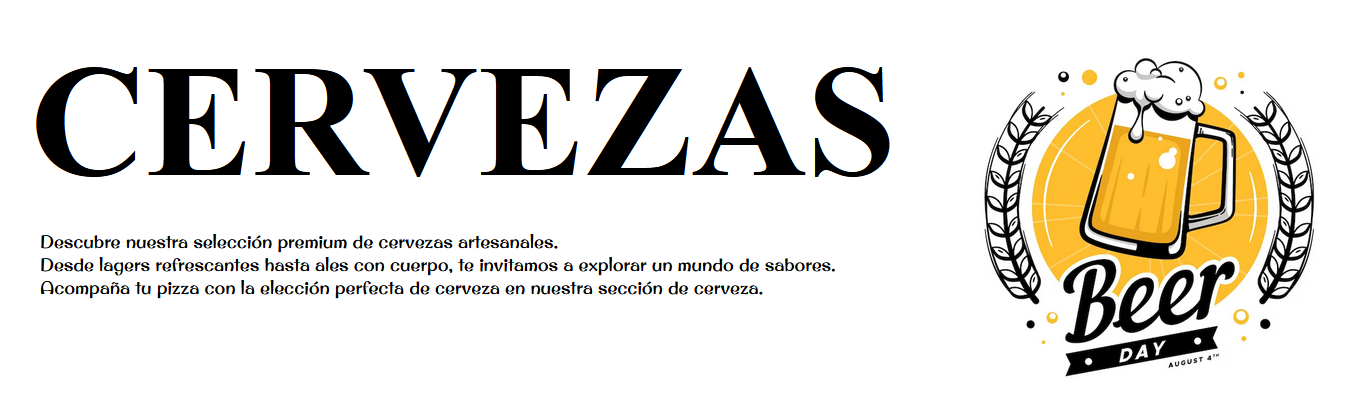 CERVEZAS
Descubre nuestra selección premium de cervezas artesanales.
Desde lagers refrescantes hasta ales con cuerpo, te invitamos a explorar un mundo de sabores.
Acompaña tu pizza con la elección perfecta de cerveza en nuestra sección de cerveza.
Beer
DAY
AUGUST 4TH